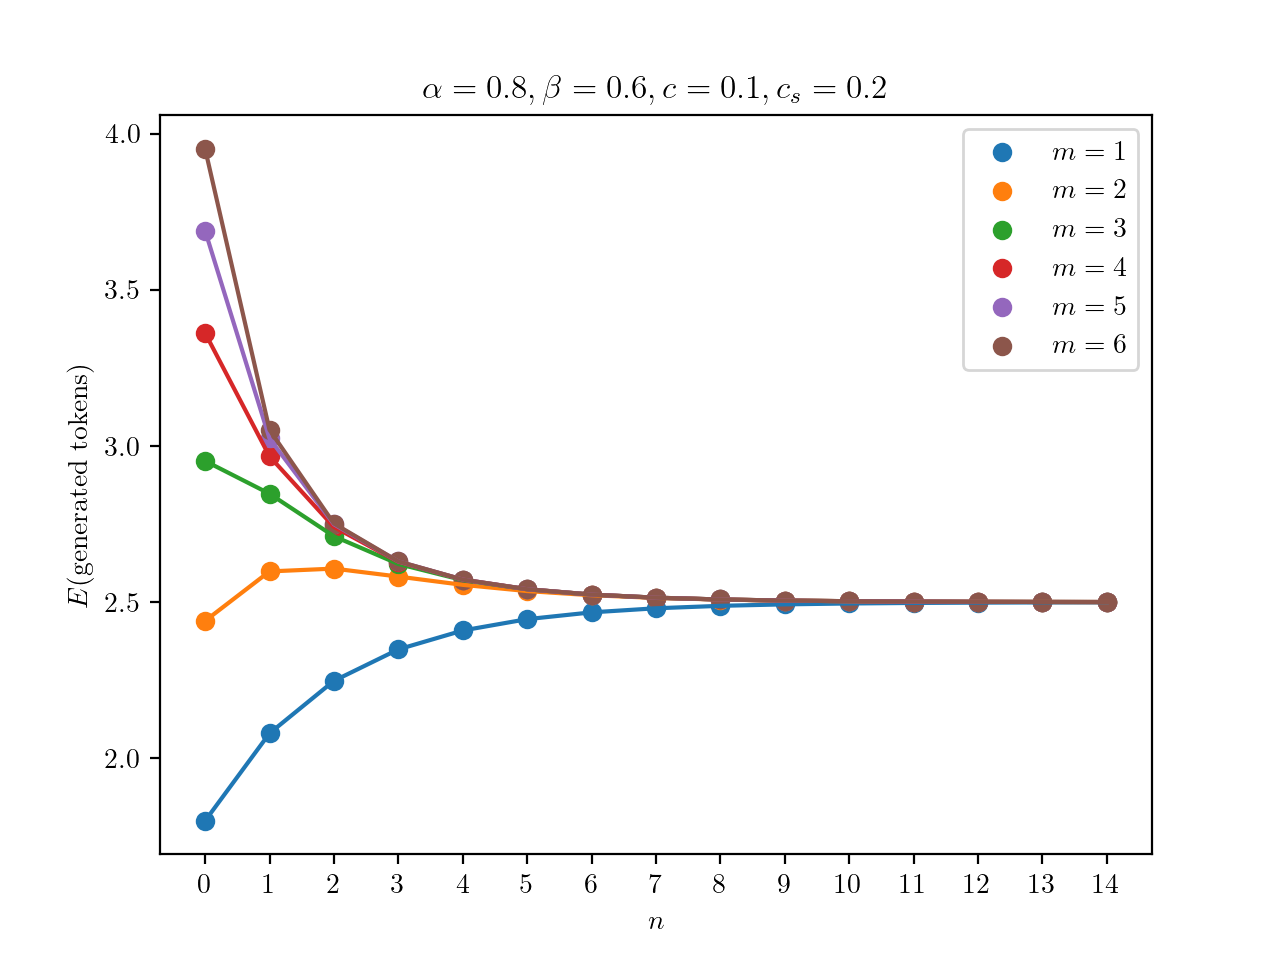 α = 0.8, β = 0.6, c = 0.1, c_s = 0.2
4.0
3.5
3.0
2.5
2.0
E(generated tokens)
m = 1
m = 2
m = 3
m = 4
m = 5
m = 6
0 1 2 3 4 5 6 7 8 9 10 11 12 13 14
n